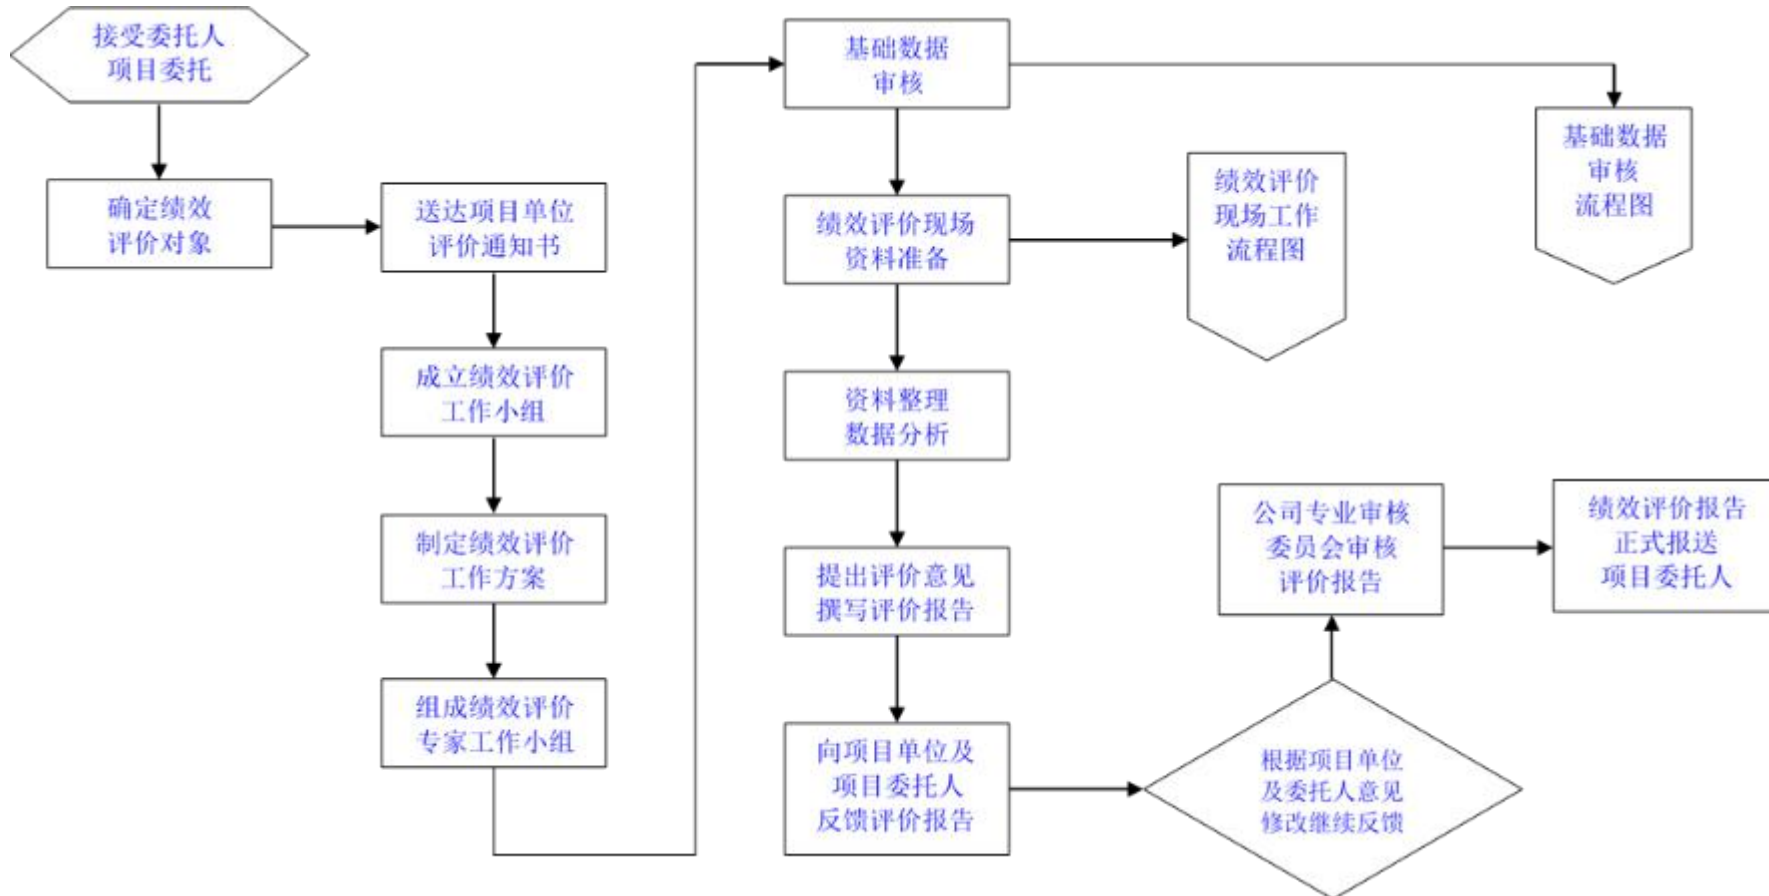 接受委托人
项目委托
确定绩效
评价对象
送达项目单位
评价通知书
成立绩效评价
工作小组
制定绩效评价
工作方案
组成绩效评价
专家工作小组
基础数据
审核
基础数据
审核
流程图
绩效评价现场
资料准备
绩效评价
现场工作
流程图
资料整理
数据分析
提出评价意见
撰写评价报告
向项目单位及
项目委托人
反馈评价报告
根据项目单位
及委托人意见
修改继续反馈
公司专业审核
委员会审核
评价报告
绩效评价报告
正式报送
项目委托人